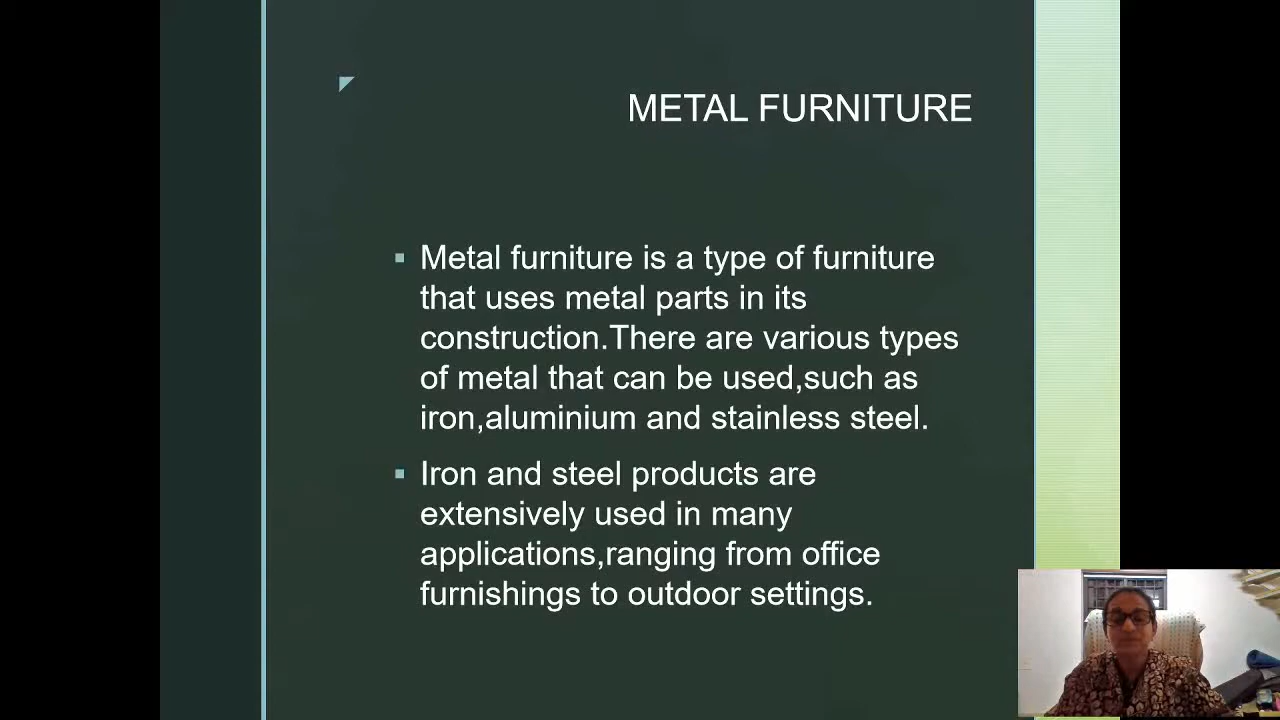 METAL FURNITURE
Metal furniture is a type of furniture
that uses metal parts in its
construction.There are various types
of metal that can be used,such as
iron,aluminium and stainless steel.
Iron and steel products are
extensively used in many
applications,ranging from office
furnishings to outdoor settings.